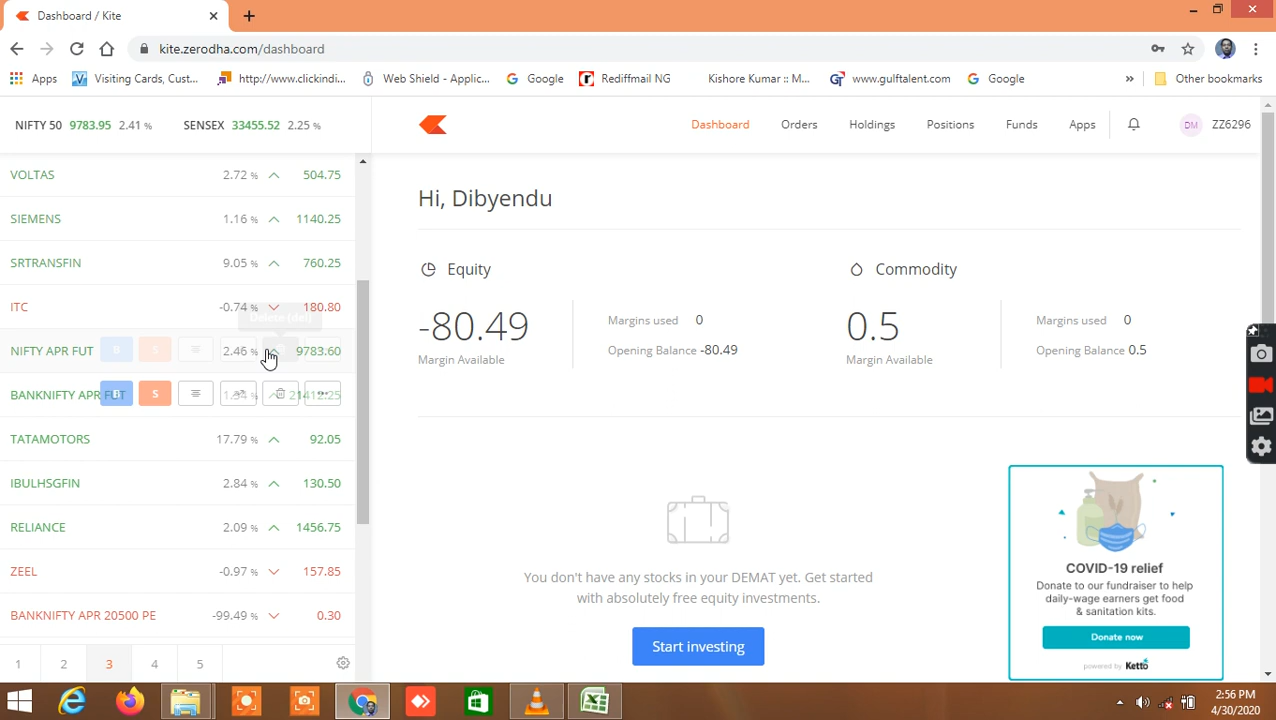 Dashboard / Kite
kite.zerodha.com/dashboard
Apps
Visiting Cards, Cust...
http://www.clickindi...
Web Shield - Applic...
Google
Rediffmail NG
Kishore Kumar :: M...
www.gulftalent.com
Google
»
Other bookmarks
NIFTY 50 9783.95 2.41 %
SENSEX 33455.52 2.25 %
Dashboard
Orders
Holdings
Positions
Funds
Apps
DM
ZZ6296
VOLTAS 2.72 % 504.75
SIEMENS 1.16 % 1140.25
SRTRANSFIN 9.05 % 760.25
ITC -0.74 % 180.80
Delete (del)
NIFTY APR FUT B S 2.46 % 9783.60
BANKNIFTY APR FUT B S
TATAMOTORS 17.79 % 92.05
IBULHSGFIN 2.84 % 130.50
RELIANCE 2.09 % 1456.75
ZEEL -0.97 % 157.85
BANKNIFTY APR 20500 PE -99.49 % 0.30
1 2 3 4 5
Hi, Dibyendu
Equity
-80.49
Margin Available
Margins used 0
Opening Balance -80.49
Commodity
0.5
Margin Available
Margins used 0
Opening Balance 0.5
You don't have any stocks in your DEMAT yet. Get started
with absolutely free equity investments.
Start investing
COVID-19 relief
Donate to our fundraiser to help
daily-wage earners get food
& sanitation kits.
Donate now
powered by Ketto
2:56 PM
4/30/2020